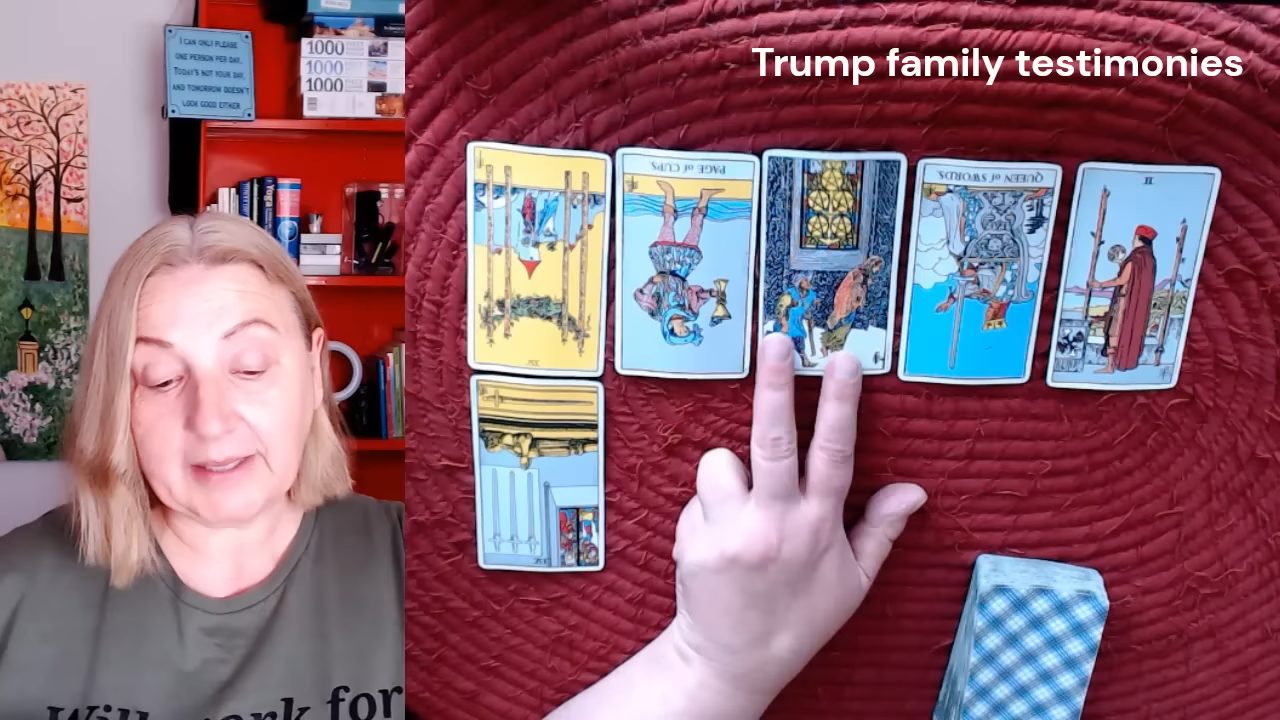 Trump family testimonies
I CAN ONLY PLEASE
ONE PERSON PER DAY.
TODAY'S NOT YOUR DAY,
AND TOMORROW DOESN'T
LOOK GOOD EITHER
1000
1000
1000
Yoga
PAGE of CUPS.
QUEEN of SWORDS.
II
Will work for